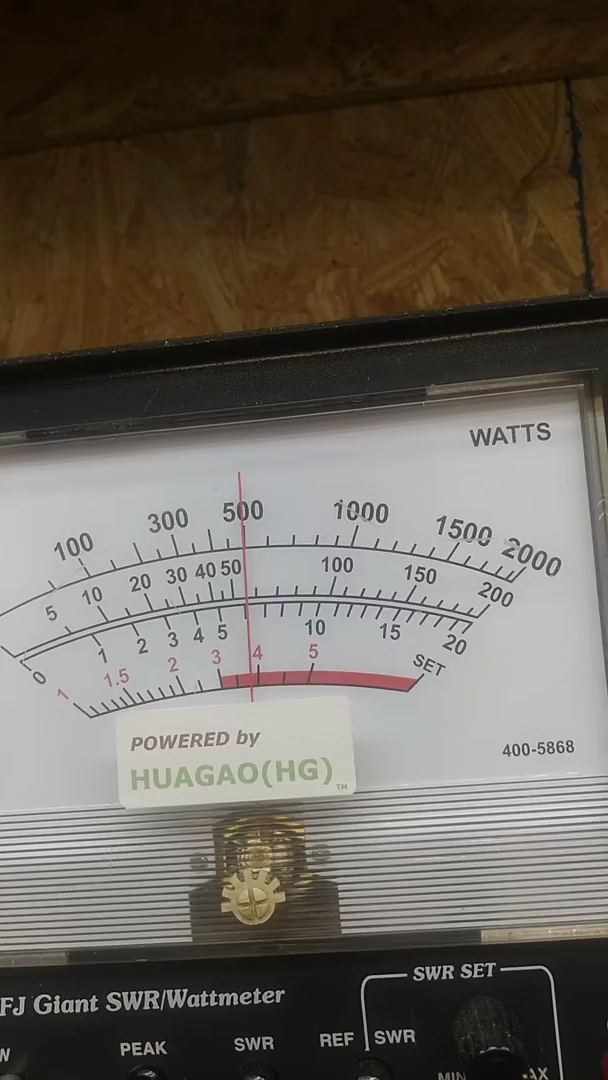 WATTS
100 300 500 1000 1500 2000
5 10 20 30 40 50 100 150 200
0 1 2 3 4 5 10 15 20
1 1.5 2 3 4 5 SET
400-5868
POWERED by
HUAGAO(HG)™
FJ Giant SWR/Wattmeter
SWR SET
PEAK SWR REF SWR
MIN